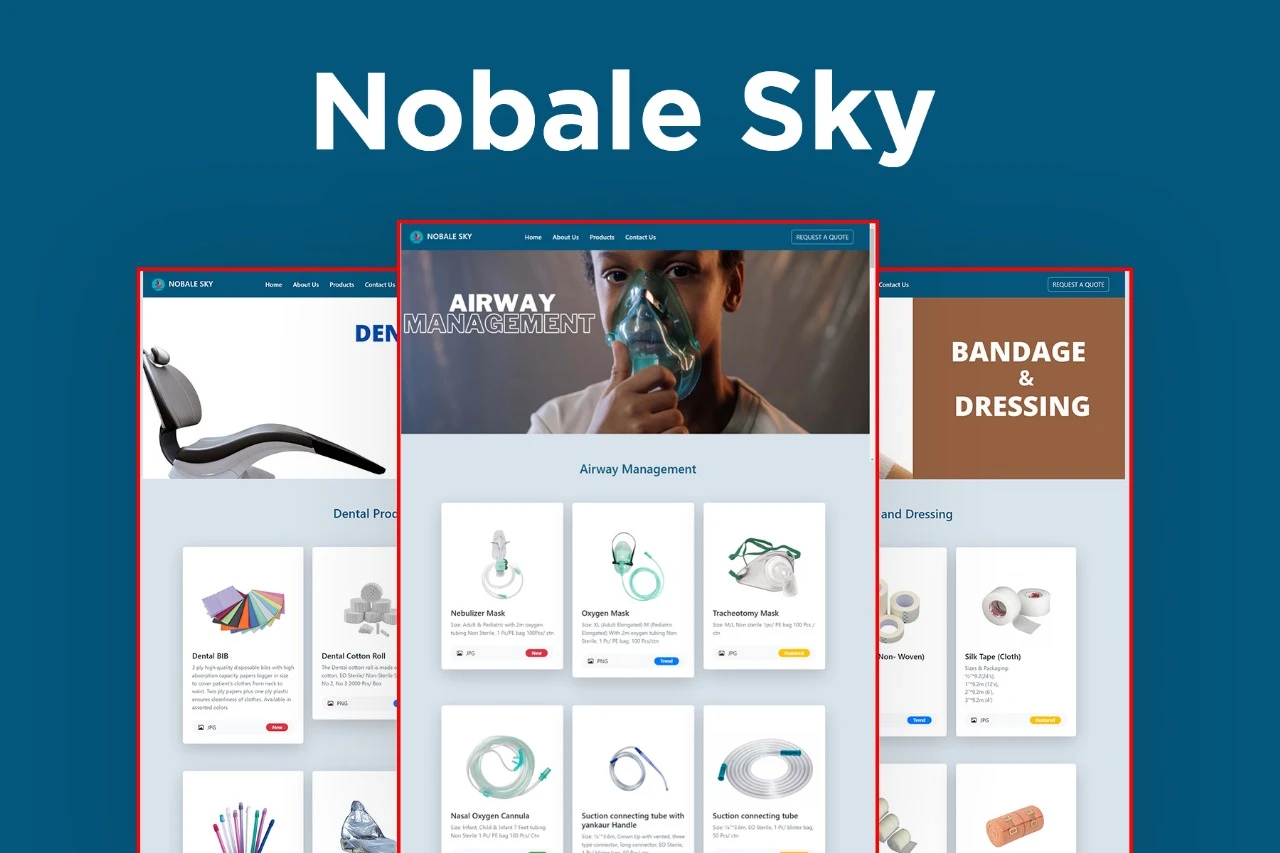 Nobale Sky
NOBALE SKY
Home
About Us
Products
Contact Us
REQUEST A QUOTE
AIRWAY
MANAGEMENT
Airway Management
Nebulizer Mask
Size: Adult & Pediatric with 2m oxygen
tubing Non Sterile, 1 Pc/PE bag 100Pcs/ ctn
JPG
New
Oxygen Mask
Size: XL (Adult Elongated) M (Pediatric
Elongated) With 2m oxygen tubing Non
Sterile, 1 Pc/ PE bag, 100 Pcs/ctn
PNG
Trend
Tracheotomy Mask
Size: M/L Non sterile 1pc/ PE bag 100 Pcs /
ctn
JPG
Featured
Nasal Oxygen Cannula
Size: Infant, Child & Infant 7 Feet tubing
Non Sterile 1 Pc/ PE bag 100 Pcs/ Ctn
Suction connecting tube with
yankaur Handle
Size: ¼"*3.6m, Crown tip with vented, three
type connector, long connector, EO Sterile,
Suction connecting tube
Size: ¼"*3.6m, EO Sterile, 1 Pc/ blister bag,
50 Pcs/ Ctn
NOBALE SKY
Home
About Us
Products
Contact Us
DEN
Dental Prod
Dental BIB
3 ply high-quality disposable bibs with high
absorption capacity papers bigger in size
to cover patient's clothes from neck to
waist. Two ply papers plus one ply plastic
ensures cleanliness of clothes. Available in
assorted colors
JPG
New
Dental Cotton Roll
The Dental cotton roll is made o
cotton, EO Sterile/ Non-Sterile S
No 2, No 3 2000 Pcs/ Box
PNG
Contact Us
REQUEST A QUOTE
BANDAGE
&
DRESSING
and Dressing
Non- Woven)
Trend
Silk Tape (Cloth)
Sizes & Packaging:
½"*9.2(24's),
1"*9.2m (12's),
2"*9.2m (6'),
3"*9.2m (4')
JPG
Featured